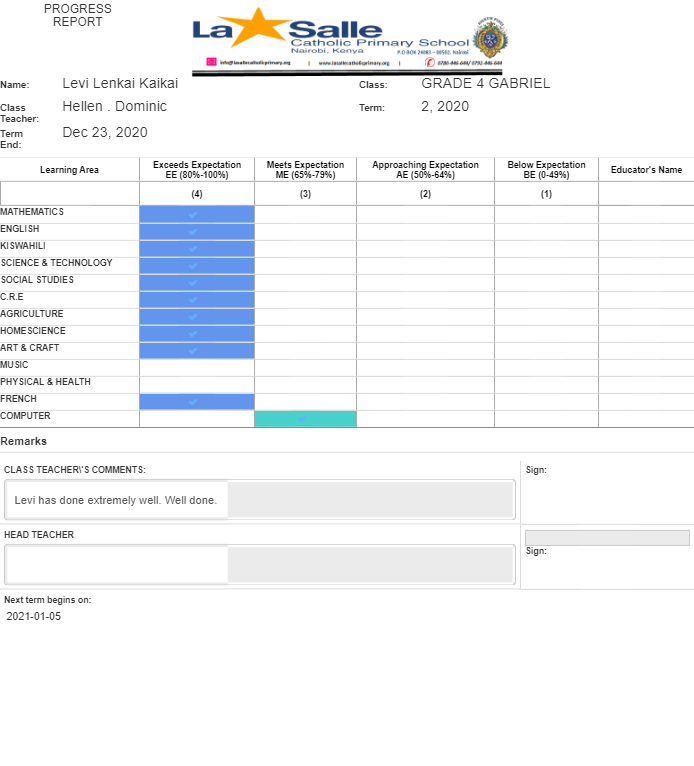 PROGRESS
REPORT
La Salle
Catholic Primary School
Nairobi, Kenya
P.O BOX 24083 – 00502, Nairobi
info@lasallecatholicprimary.org | www.lasallecatholicprimary.org | 0780-446-644/ 0792-446-644
Name: Levi Lenkai Kaikai Class: GRADE 4 GABRIEL
Class Teacher: Hellen . Dominic Term: 2, 2020
Term End: Dec 23, 2020
Learning Area Exceeds Expectation EE (80%-100%) Meets Expectation ME (65%-79%) Approaching Expectation AE (50%-64%) Below Expectation BE (0-49%) Educator's Name
(4) (3) (2) (1)
MATHEMATICS
ENGLISH
KISWAHILI
SCIENCE & TECHNOLOGY
SOCIAL STUDIES
C.R.E
AGRICULTURE
HOMESCIENCE
ART & CRAFT
MUSIC
PHYSICAL & HEALTH
FRENCH
COMPUTER
Remarks
CLASS TEACHER\'S COMMENTS: Sign:
Levi has done extremely well. Well done.
HEAD TEACHER
Sign:
Next term begins on:
2021-01-05